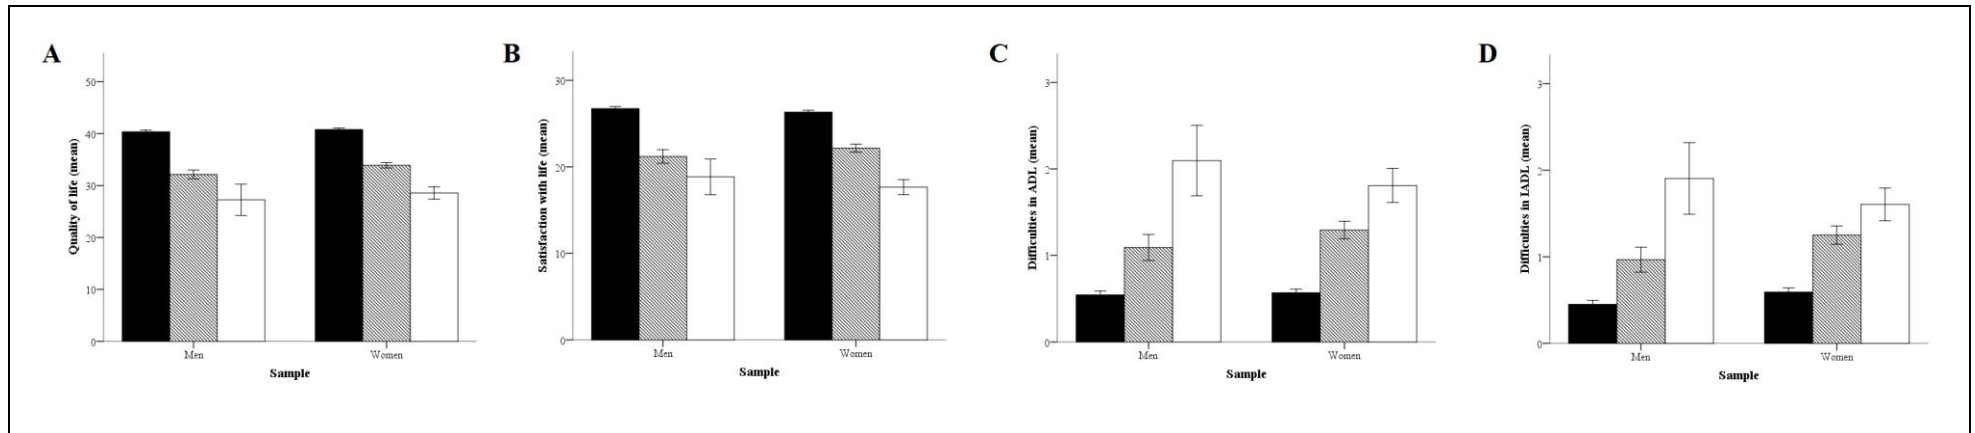 A
Quality of life (mean)
50
40
30
20
10
0
Men
Women
Sample
B
Satisfaction with life (mean)
30
20
10
0
Men
Women
Sample
C
Difficulties in ADL (mean)
3
2
1
0
Men
Women
Sample
D
Difficulties in IADL (mean)
3
2
1
0
Men
Women
Sample